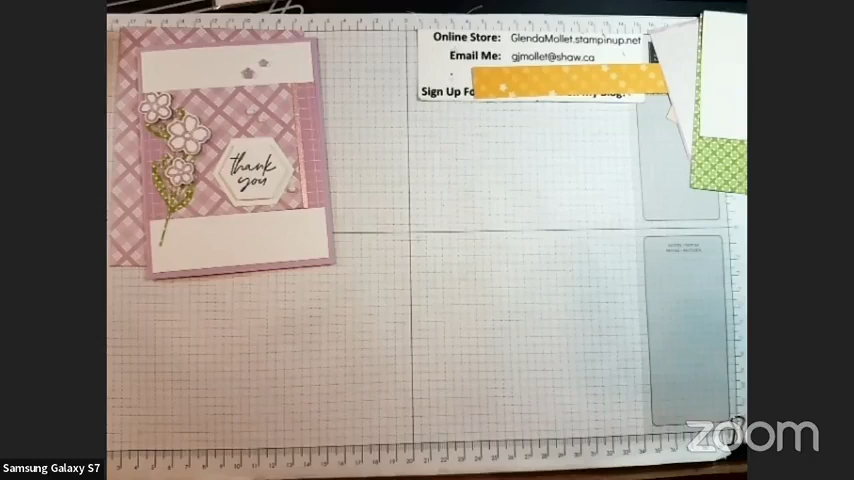 Online Store: GlendaMollet.stampinup.net
Email Me: gjmollet@shaw.ca
Sign Up Fo
thank
you
zoom
Samsung Galaxy S7